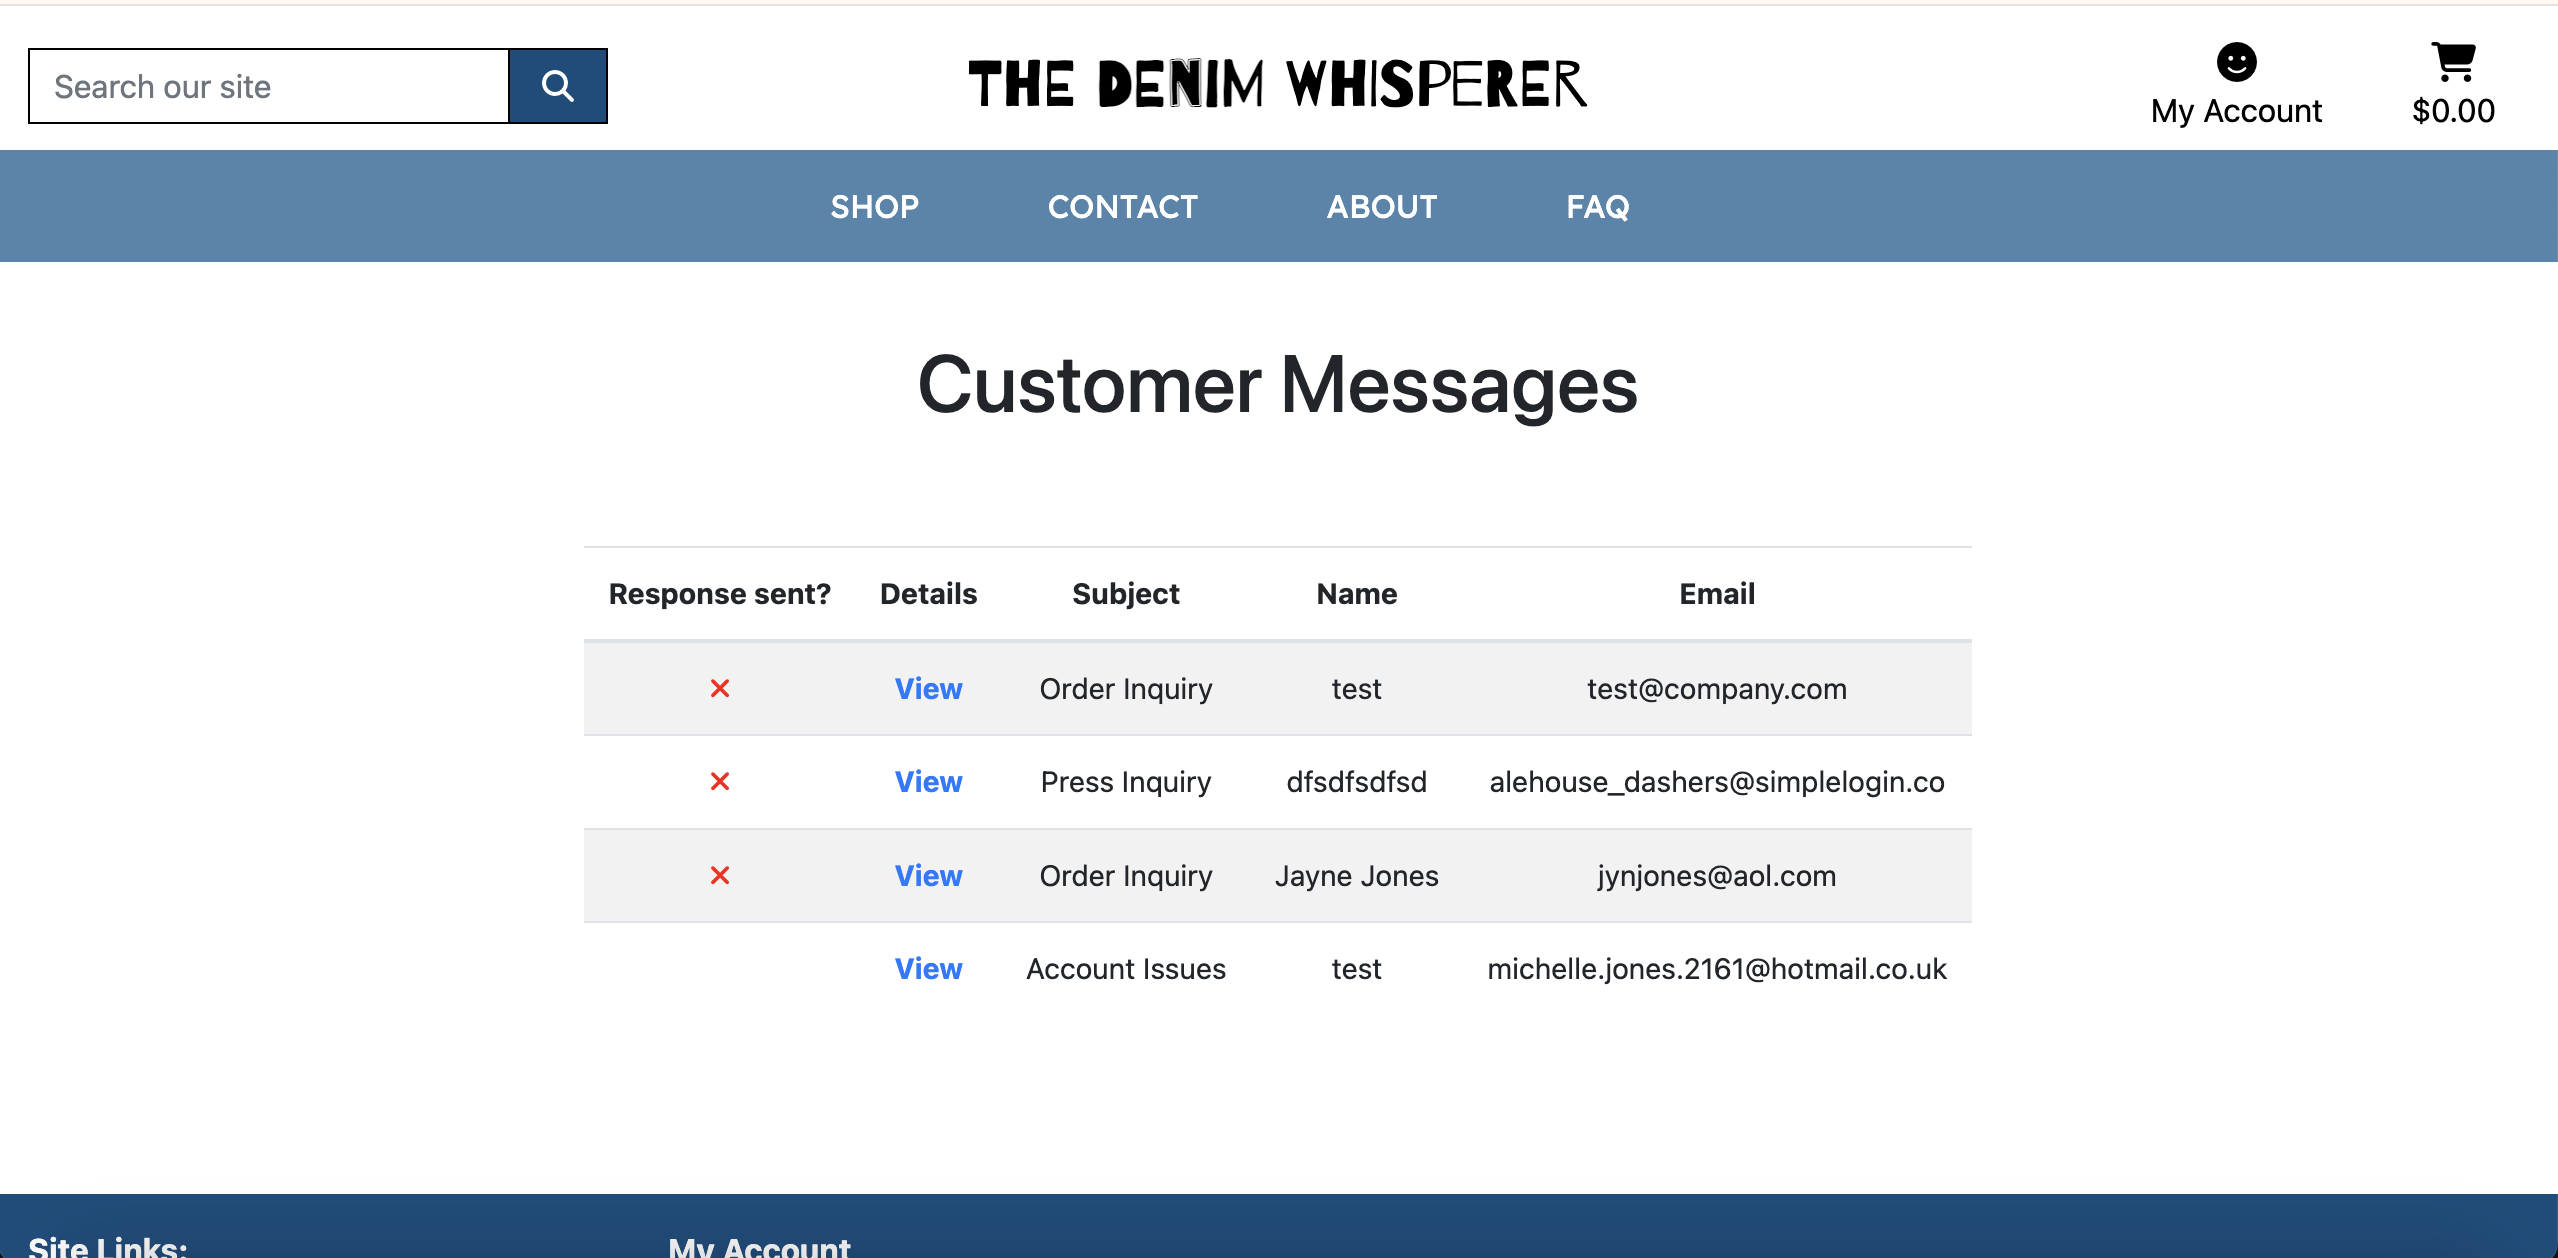 Search our site
THE DENIM WHISPERER
My Account
$0.00
SHOP CONTACT ABOUT FAQ
Customer Messages
Response sent? Details Subject Name Email
View Order Inquiry test test@company.com
View Press Inquiry dfsdfsdfsd alehouse_dashers@simplelogin.co
View Order Inquiry Jayne Jones jynjones@aol.com
View Account Issues test michelle.jones.2161@hotmail.co.uk
Site Links: My Account